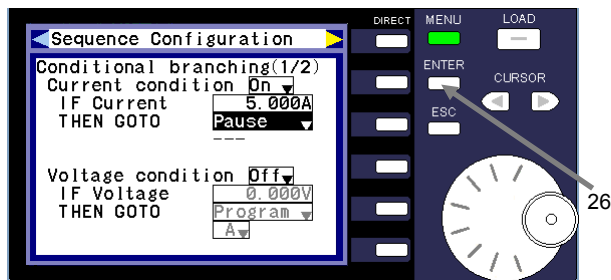 Sequence Configuration
Conditional branching(1/2)
Current condition On
IF Current 5.000A
THEN GOTO Pause
---
Voltage condition Off
IF Voltage 0.000V
THEN GOTO Program
A
DIRECT
MENU
LOAD
ENTER
CURSOR
ESC
26